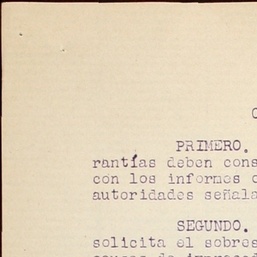 C
PRIMERO.
rantías deben cons
con los informes
autoridades señala
SEGUNDO.
solicita el sobres